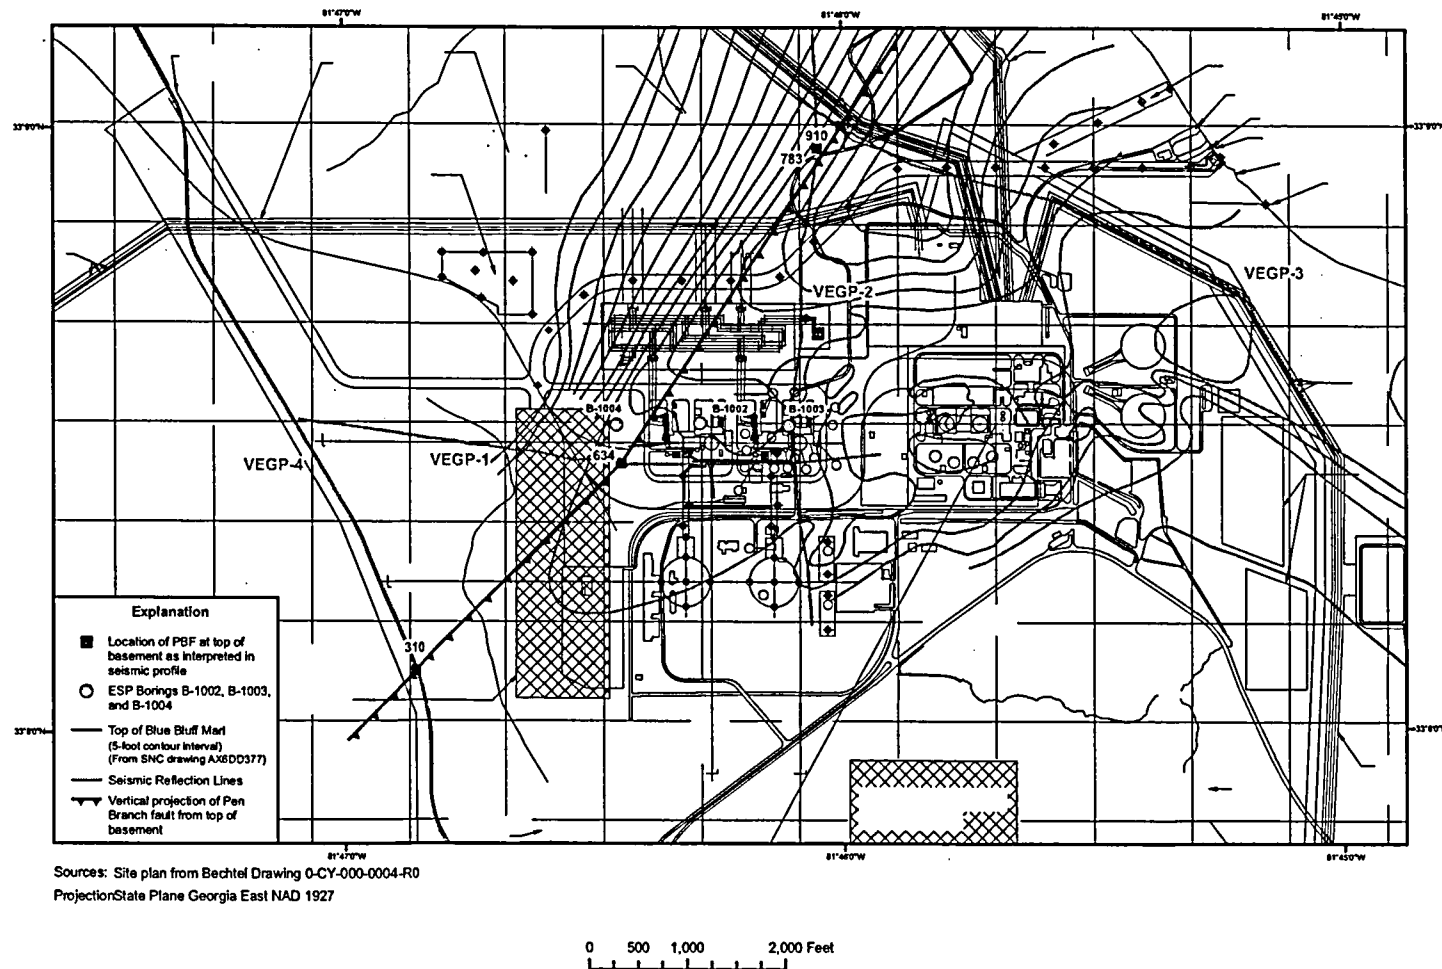 81°47'0"W
81°46'0"W
81°45'0"W
33°9'0"N
33°9'0"N
910
783
VEGP-3
VEGP-2
B-1004
B-1002
B-1003
VEGP-4
VEGP-1
634
310
33°8'0"N
33°8'0"N
Explanation
Location of PBF at top of
basement as interpreted in
seismic profile
ESP Borings B-1002, B-1003,
and B-1004
Top of Blue Bluff Marl
(5-foot contour interval)
(From SNC drawing AX6DD377)
Seismic Reflection Lines
Vertical projection of Pen
Branch fault from top of
basement
81°47'0"W
81°46'0"W
81°45'0"W
Sources: Site plan from Bechtel Drawing 0-CY-000-0004-R0
ProjectionState Plane Georgia East NAD 1927
0 500 1,000 2,000 Feet